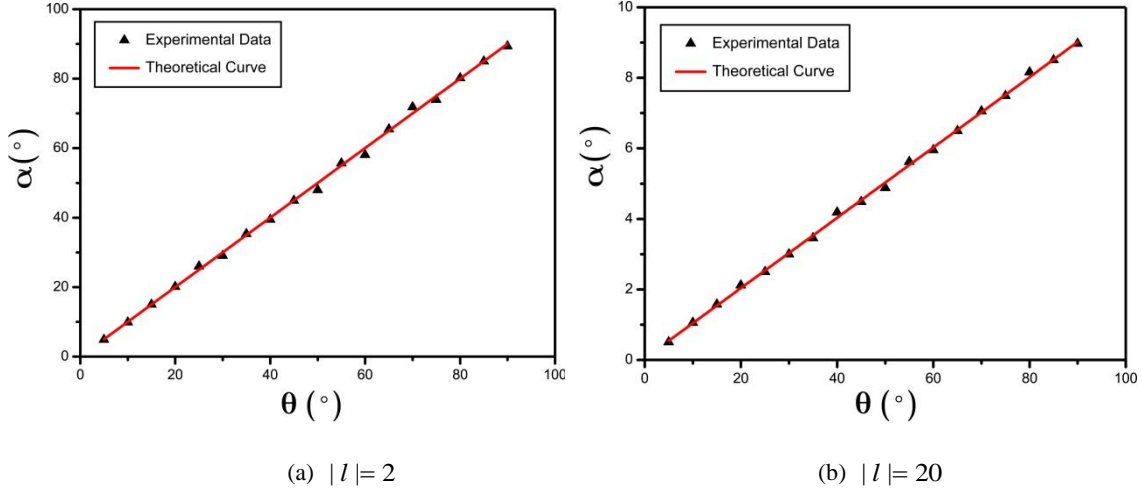 100
80
60
40
20
0
α(°)
Experimental Data
Theoretical Curve
0 20 40 60 80 100
θ (°)
(a) | l |= 2
10
8
6
4
2
0
α(°)
Experimental Data
Theoretical Curve
0 20 40 60 80 100
θ (°)
(b) | l |= 20